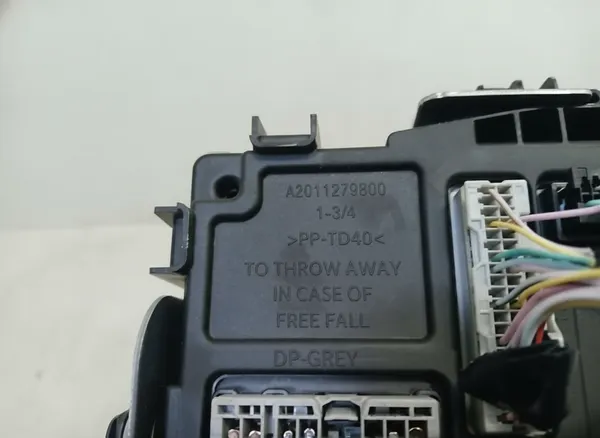 A2011279800
1-3/4
>PP-TD40<
TO THROW AWAY
IN CASE OF
FREE FALL
DP-GREY